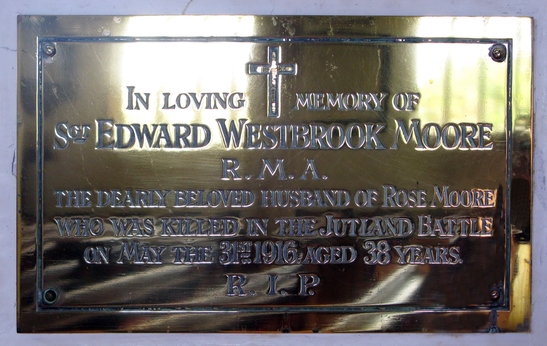 IN LOVING MEMORY OF
SGT EDWARD WESTBROOK MOORE
R.M.A.
THE DEARLY BELOVED HUSBAND OF ROSE MOORE
WHO WAS KILLED IN THE JUTLAND BATTLE
ON MAY THE 31ST 1916, AGED 38 YEARS.
R.I.P